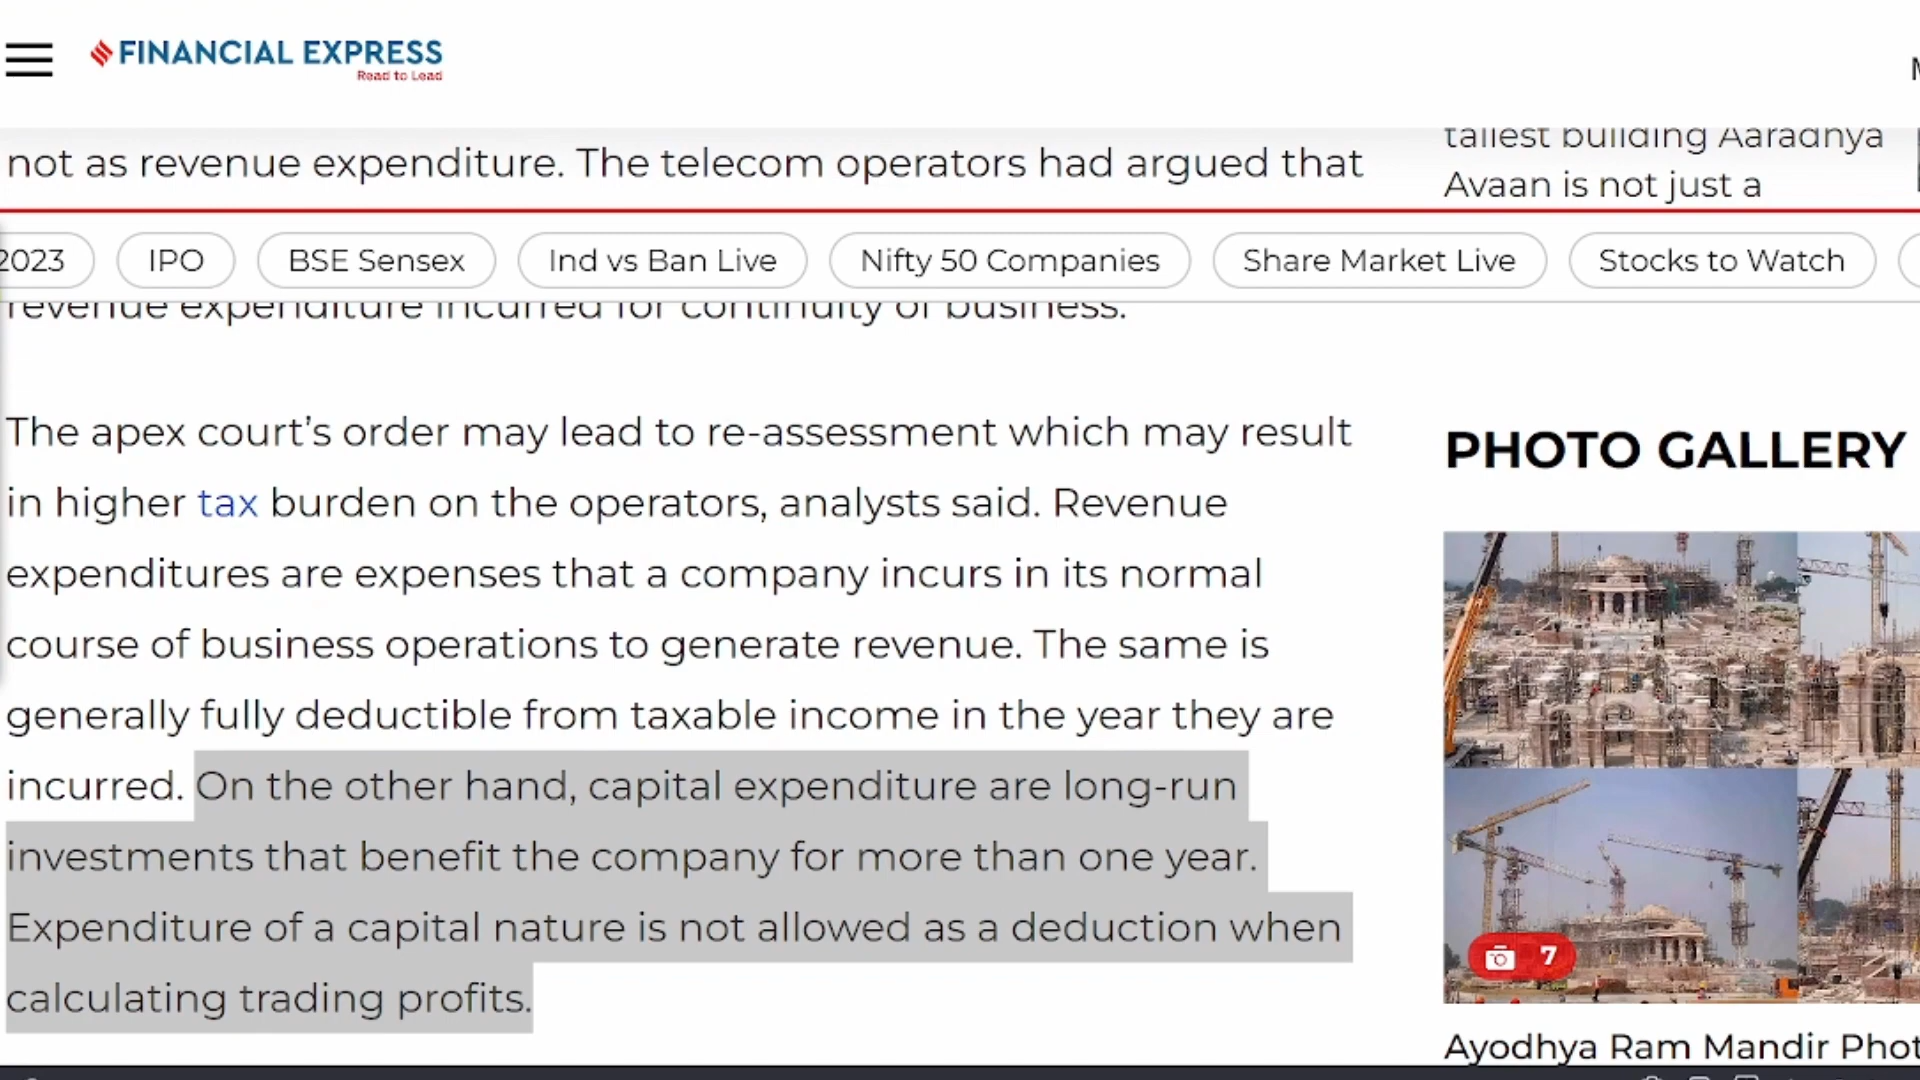 FINANCIAL EXPRESS
Read to Lead
not as revenue expenditure. The telecom operators had argued that
tallest building Aaradhya
Avaan is not just a
2023
IPO
BSE Sensex
Ind vs Ban Live
Nifty 50 Companies
Share Market Live
Stocks to Watch
revenue expenditure incurred for continuity of business.
The apex court’s order may lead to re-assessment which may result
in higher tax burden on the operators, analysts said. Revenue
expenditures are expenses that a company incurs in its normal
course of business operations to generate revenue. The same is
generally fully deductible from taxable income in the year they are
incurred. On the other hand, capital expenditure are long-run
investments that benefit the company for more than one year.
Expenditure of a capital nature is not allowed as a deduction when
calculating trading profits.
PHOTO GALLERY
7
Ayodhya Ram Mandir Phot